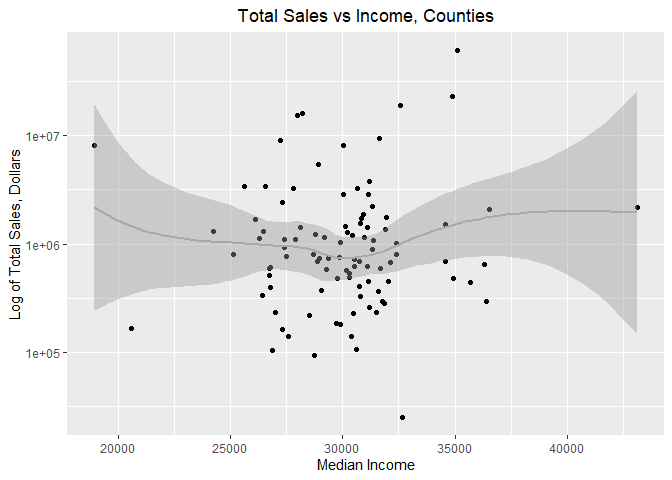 Total Sales vs Income, Counties
Log of Total Sales, Dollars
1e+07
1e+06
1e+05
20000 25000 30000 35000 40000
Median Income